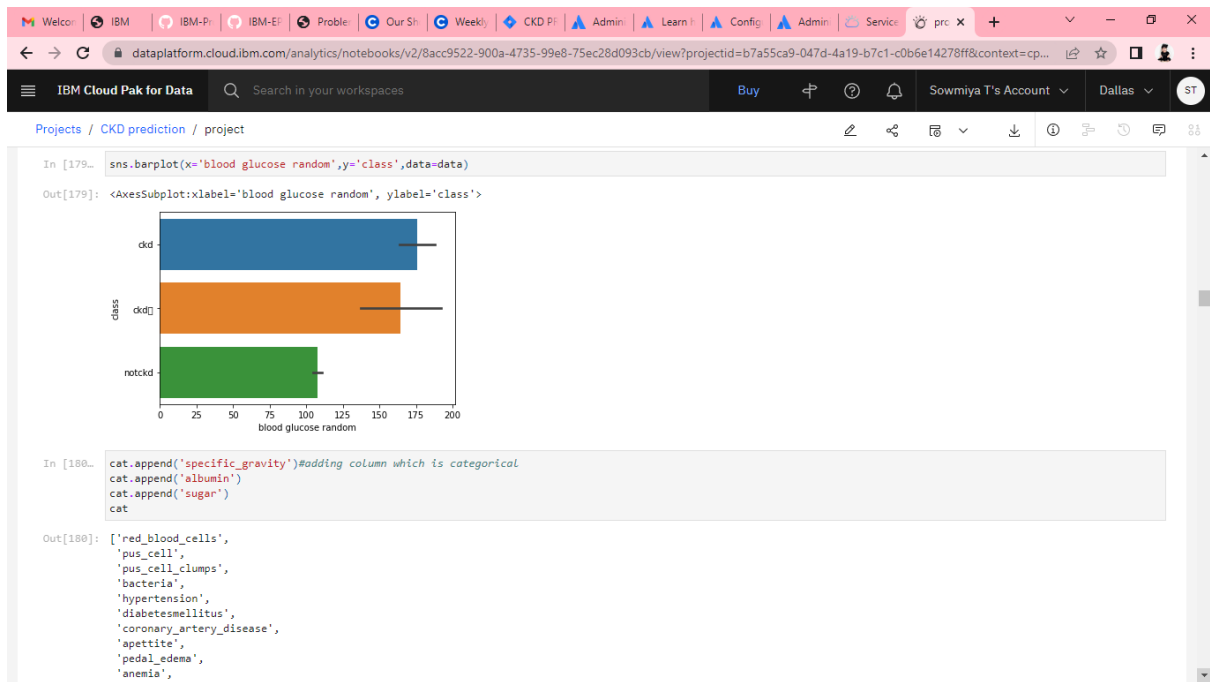 Welcor IBM IBM-Pr IBM-EF Probler Our Sh Weekly CKD PF Admini Learn h Config Admini Service pro
dataplatform.cloud.ibm.com/analytics/notebooks/v2/8acc9522-900a-4735-99e8-75ec28d093cb/view?projectid=b7a55ca9-047d-4a19-b7c1-c0b6e14278ff&context=cp...
IBM Cloud Pak for Data Search in your workspaces Buy Sowmiya T's Account Dallas ST
Projects / CKD prediction / project
In [179… sns.barplot(x='blood glucose random',y='class',data=data)
Out[179]: <AxesSubplot:xlabel='blood glucose random', ylabel='class'>
ckd
class
ckd▯
notckd
0 25 50 75 100 125 150 175 200
blood glucose random
In [180… cat.append('specific_gravity')#adding column which is categorical
cat.append('albumin')
cat.append('sugar')
cat
Out[180]: ['red_blood_cells',
'pus_cell',
'pus_cell_clumps',
'bacteria',
'hypertension',
'diabetesmellitus',
'coronary_artery_disease',
'apettite',
'pedal_edema',
'anemia',